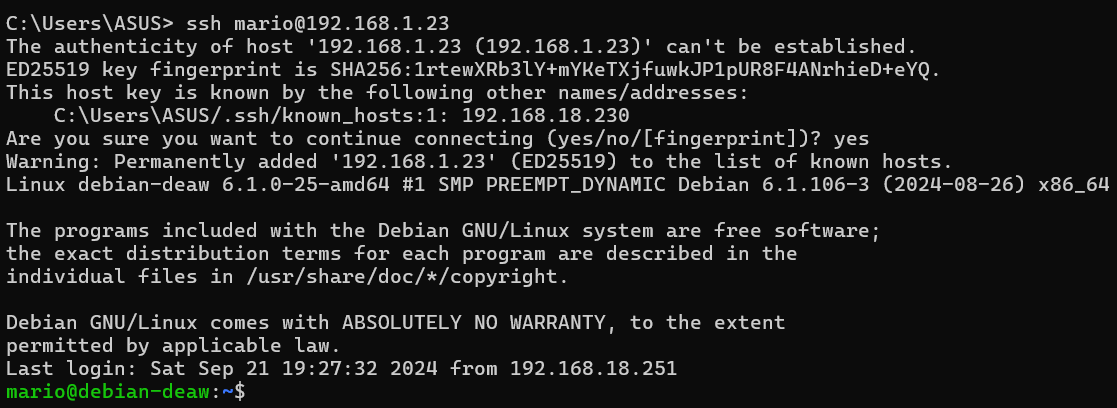 C:\Users\ASUS> ssh mario@192.168.1.23
The authenticity of host '192.168.1.23 (192.168.1.23)' can't be established.
ED25519 key fingerprint is SHA256:1rtewXRb3lY+mYKeTXjfuwkJP1pUR8F4ANrhieD+eYQ.
This host key is known by the following other names/addresses:
    C:\Users\ASUS/.ssh/known_hosts:1: 192.168.18.230
Are you sure you want to continue connecting (yes/no/[fingerprint])? yes
Warning: Permanently added '192.168.1.23' (ED25519) to the list of known hosts.
Linux debian-deaw 6.1.0-25-amd64 #1 SMP PREEMPT_DYNAMIC Debian 6.1.106-3 (2024-08-26) x86_64

The programs included with the Debian GNU/Linux system are free software;
the exact distribution terms for each program are described in the
individual files in /usr/share/doc/*/copyright.

Debian GNU/Linux comes with ABSOLUTELY NO WARRANTY, to the extent
permitted by applicable law.
Last login: Sat Sep 21 19:27:32 2024 from 192.168.18.251
mario@debian-deaw:~$